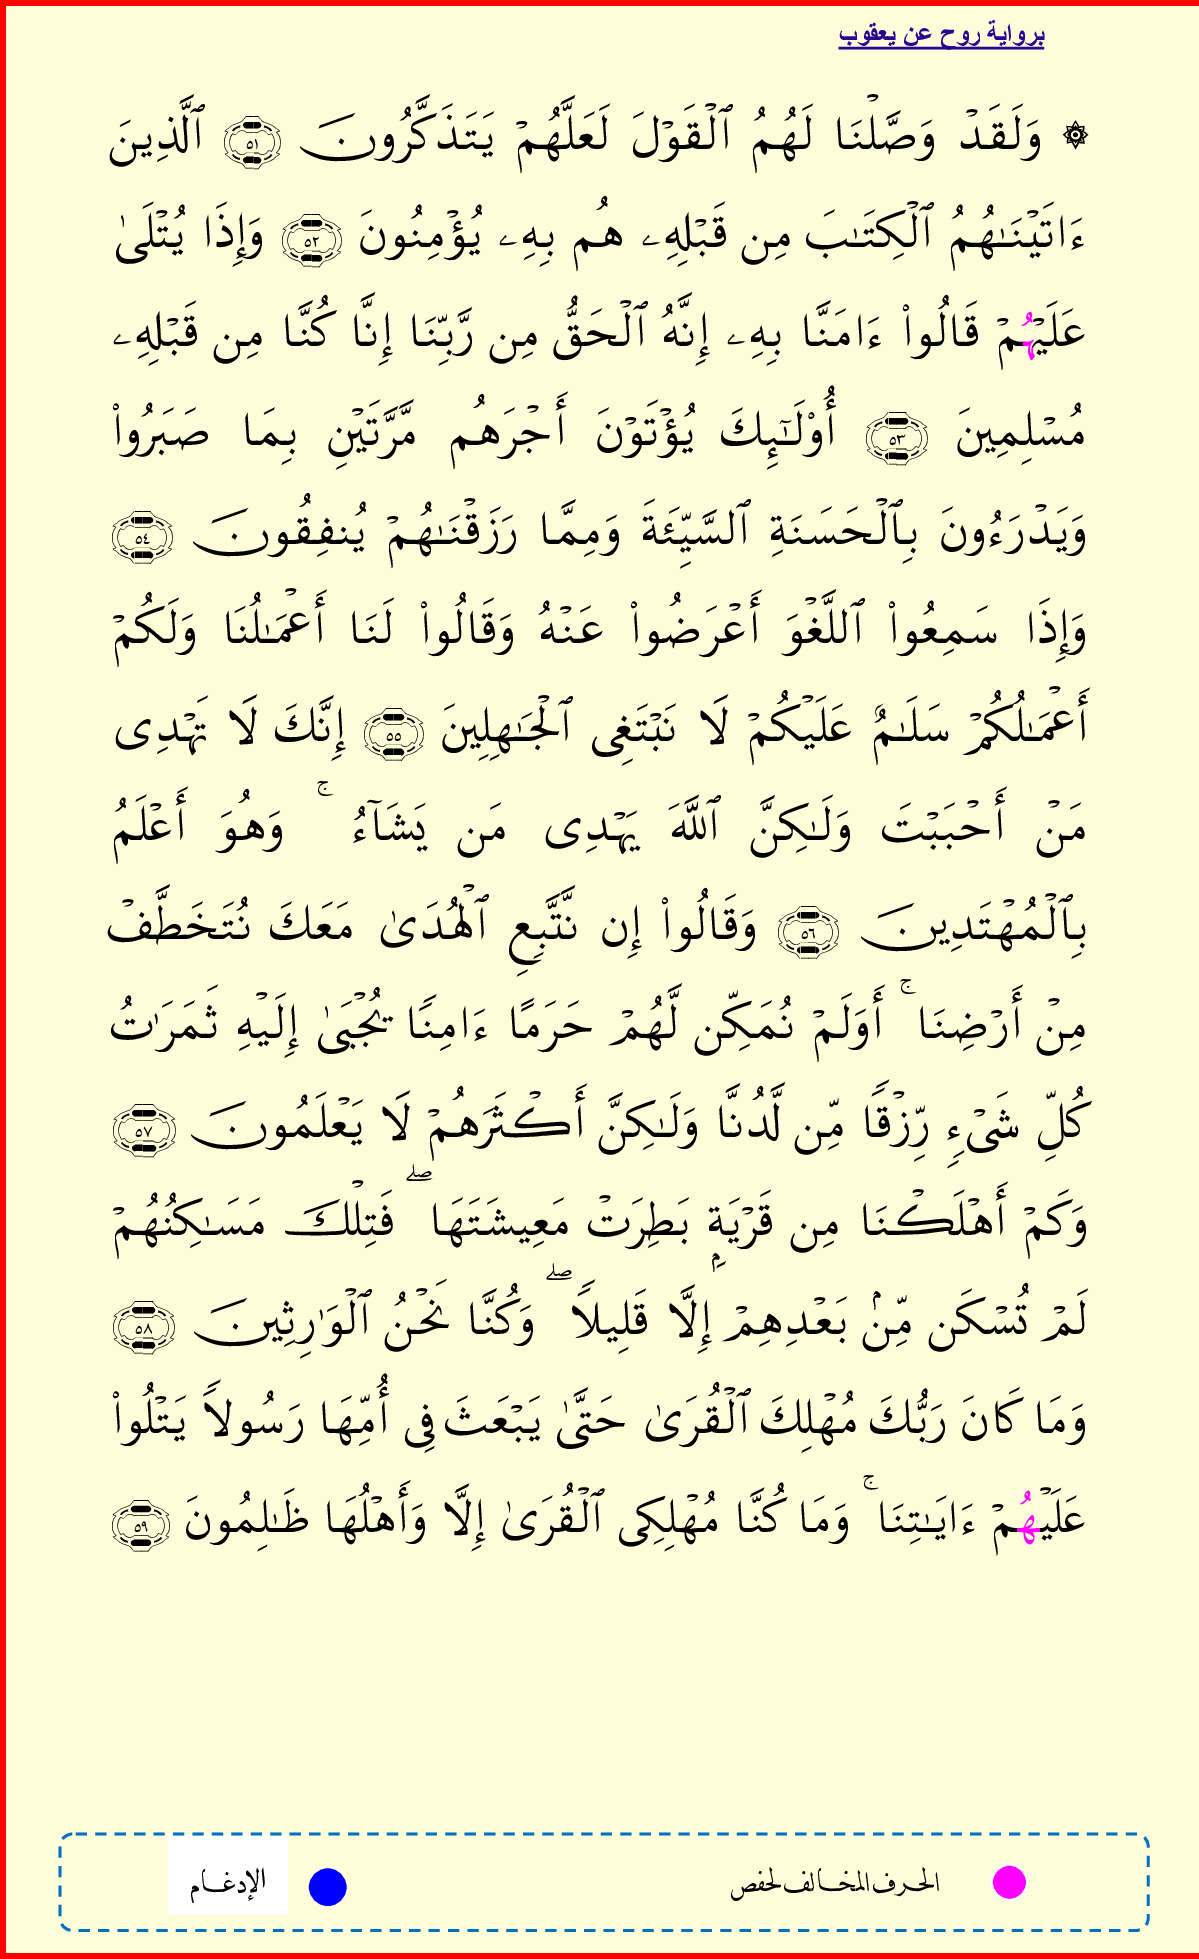 برواية روح عن يعقوب
۞ وَلَقَدۡ وَصَّلۡنَا لَهُمُ ٱلۡقَوۡلَ لَعَلَّهُمۡ يَتَذَكَّرُونَ ٥١ ٱلَّذِينَ
ءَاتَيۡنَٰهُمُ ٱلۡكِتَٰبَ مِن قَبۡلِهِۦ هُم بِهِۦ يُؤۡمِنُونَ ٥٢ وَإِذَا يُتۡلَىٰ
عَلَيۡهُمۡ قَالُواْ ءَامَنَّا بِهِۦ إِنَّهُ ٱلۡحَقُّ مِن رَّبِّنَا إِنَّا كُنَّا مِن قَبۡلِهِۦ
مُسۡلِمِينَ ٥٣ أُوْلَٰٓئِكَ يُؤۡتَوۡنَ أَجۡرَهُم مَّرَّتَيۡنِ بِمَا صَبَرُواْ
وَيَدۡرَءُونَ بِٱلۡحَسَنَةِ ٱلسَّيِّئَةَ وَمِمَّا رَزَقۡنَٰهُمۡ يُنفِقُونَ ٥٤
وَإِذَا سَمِعُواْ ٱللَّغۡوَ أَعۡرَضُواْ عَنۡهُ وَقَالُواْ لَنَا أَعۡمَٰلُنَا وَلَكُمۡ
أَعۡمَٰلُكُمۡ سَلَٰمٌ عَلَيۡكُمۡ لَا نَبۡتَغِي ٱلۡجَٰهِلِينَ ٥٥ إِنَّكَ لَا تَهۡدِي
مَنۡ أَحۡبَبۡتَ وَلَٰكِنَّ ٱللَّهَ يَهۡدِي مَن يَشَآءُ ۚ وَهُوَ أَعۡلَمُ
بِٱلۡمُهۡتَدِينَ ٥٦ وَقَالُواْ إِن نَّتَّبِعِ ٱلۡهُدَىٰ مَعَكَ نُتَخَطَّفۡ
مِنۡ أَرۡضِنَا ۚ أَوَلَمۡ نُمَكِّن لَّهُمۡ حَرَمًا ءَامِنًا يُجۡبَىٰ إِلَيۡهِ ثَمَرَٰتُ
كُلِّ شَيۡءٖ رِّزۡقًا مِّن لَّدُنَّا وَلَٰكِنَّ أَكۡثَرَهُمۡ لَا يَعۡلَمُونَ ٥٧
وَكَمۡ أَهۡلَكۡنَا مِن قَرۡيَةِۭ بَطِرَتۡ مَعِيشَتَهَا ۖ فَتِلۡكَ مَسَٰكِنُهُمۡ
لَمۡ تُسۡكَن مِّنۢ بَعۡدِهِمۡ إِلَّا قَلِيلٗا ۖ وَكُنَّا نَحۡنُ ٱلۡوَٰرِثِينَ ٥٨
وَمَا كَانَ رَبُّكَ مُهۡلِكَ ٱلۡقُرَىٰ حَتَّىٰ يَبۡعَثَ فِي أُمِّهَا رَسُولٗا يَتۡلُواْ
عَلَيۡهُمۡ ءَايَٰتِنَا ۚ وَمَا كُنَّا مُهۡلِكِي ٱلۡقُرَىٰ إِلَّا وَأَهۡلُهَا ظَٰلِمُونَ ٥٩
الحرف المخالف لحفص
الإدغام